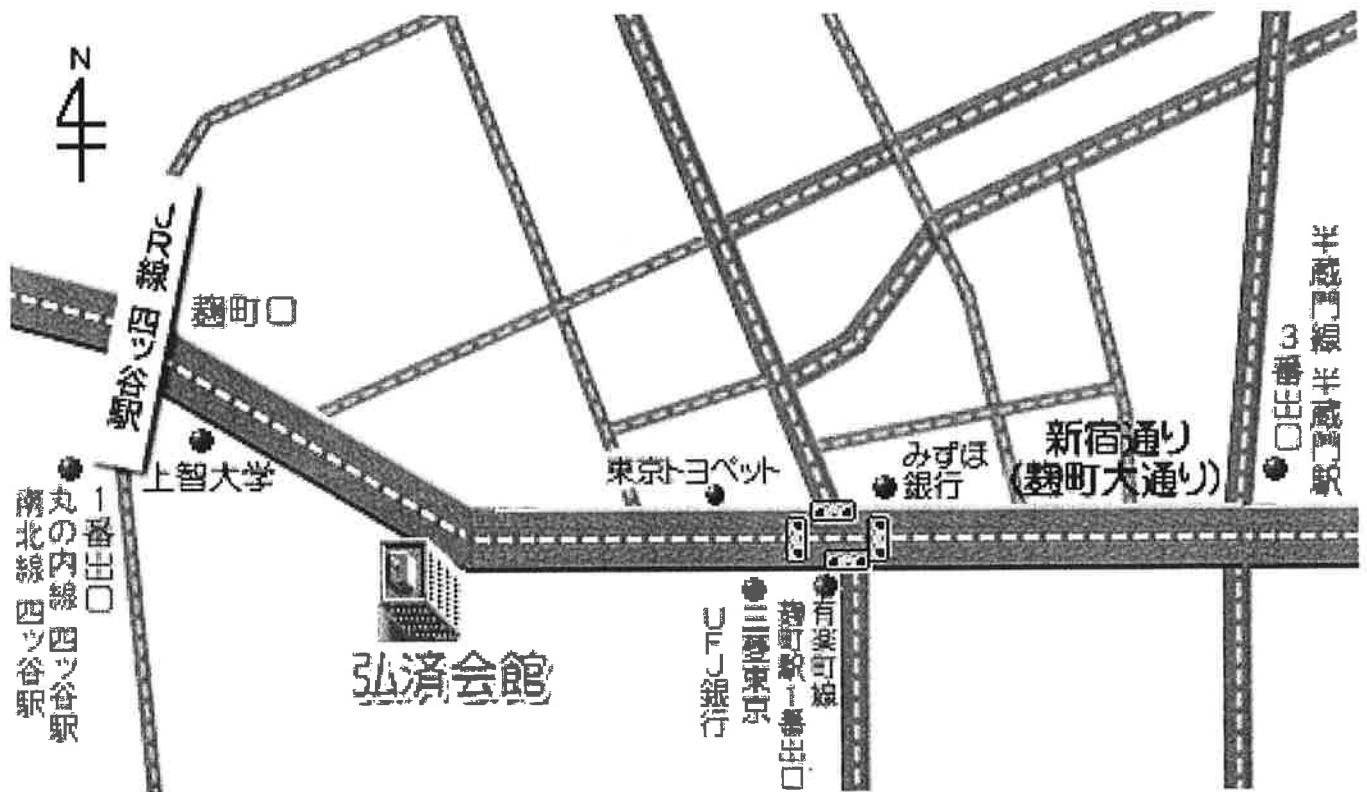 N
JR線 四ッ谷駅
麹町口
上智大学
丸の内線 四ッ谷駅
南北線 四ッ谷駅
1番出口
弘済会館
東京トヨペット
みずほ
銀行
新宿通り
(麹町大通り)
半蔵門線 半蔵門駅
3番出口
有楽町線
麹町駅1番出口
三菱東京
UFJ銀行